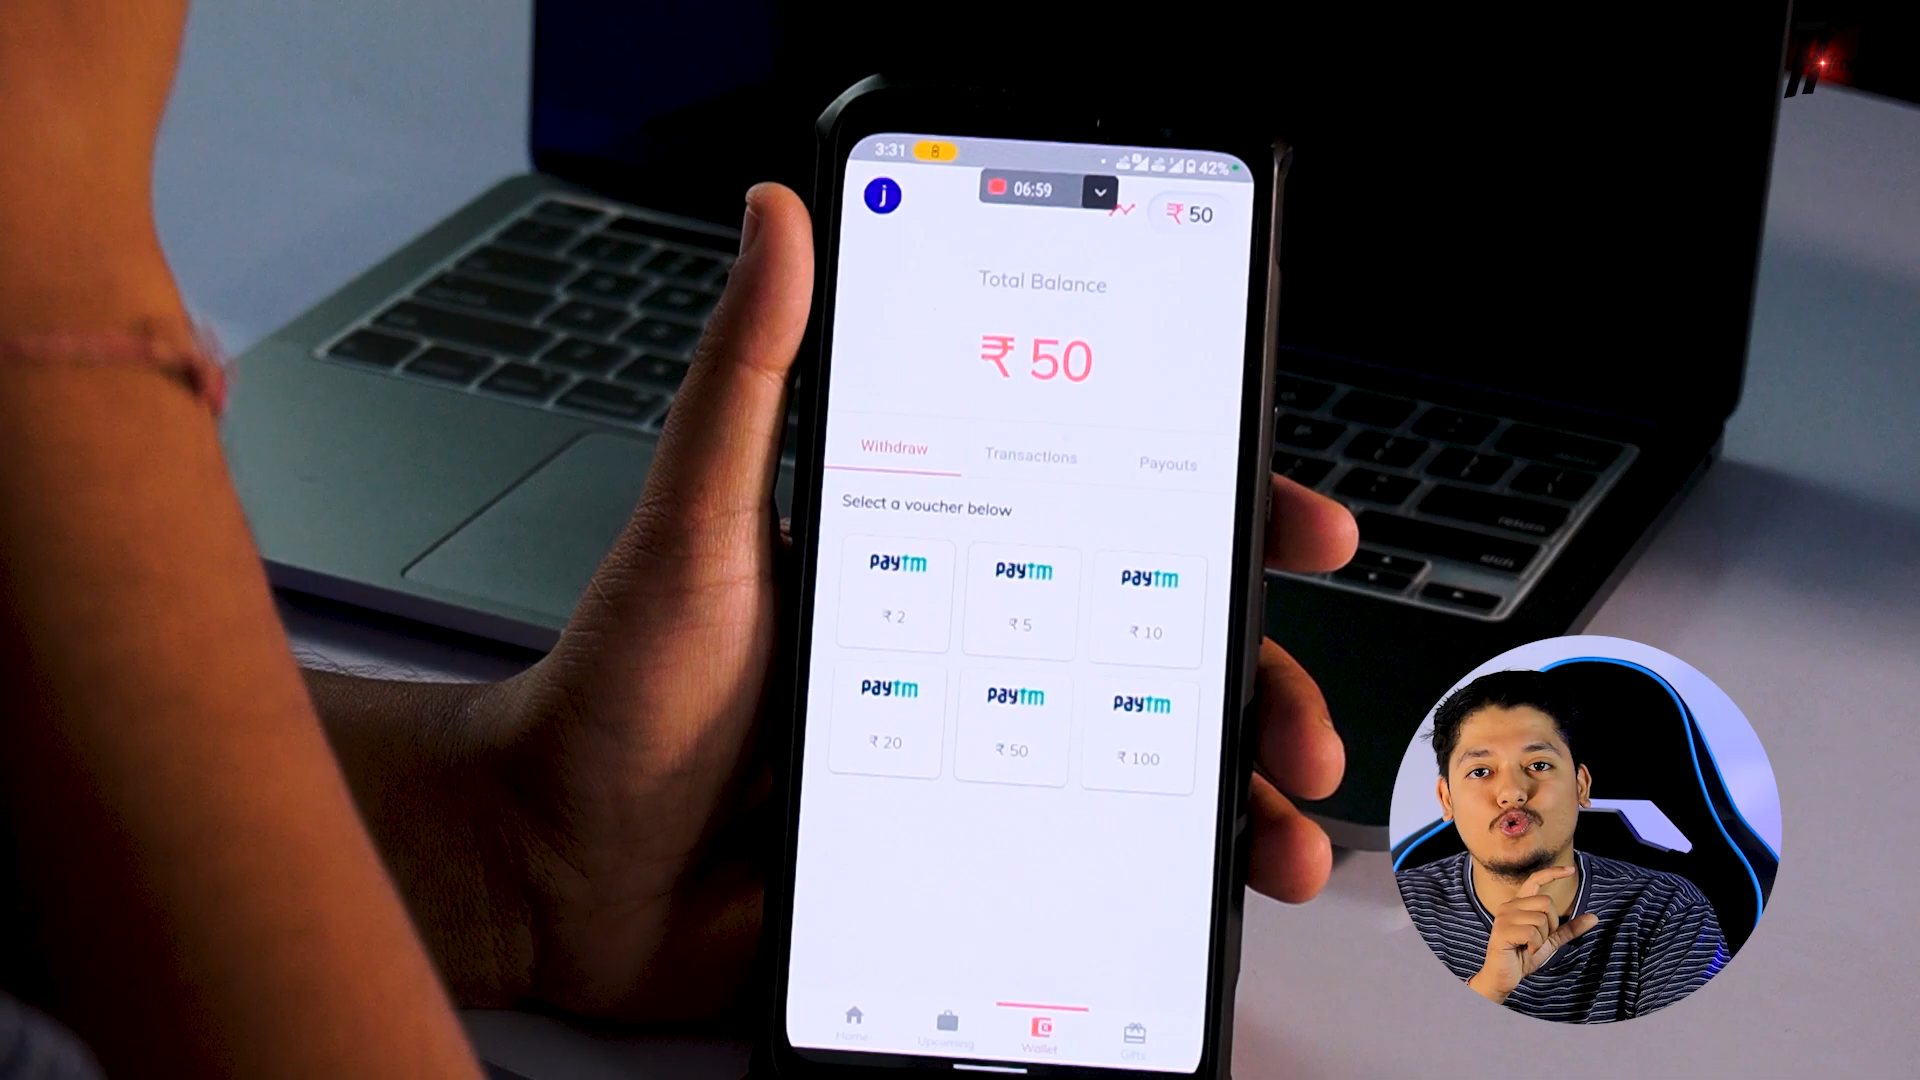 3:31
42%
j
06:59
₹ 50
Total Balance
₹ 50
Withdraw Transactions Payouts
Select a voucher below
paytm paytm paytm
₹ 2 ₹ 5 ₹ 10
paytm paytm paytm
₹ 20 ₹ 50 ₹ 100
Home Upcoming Wallet Gifts
return